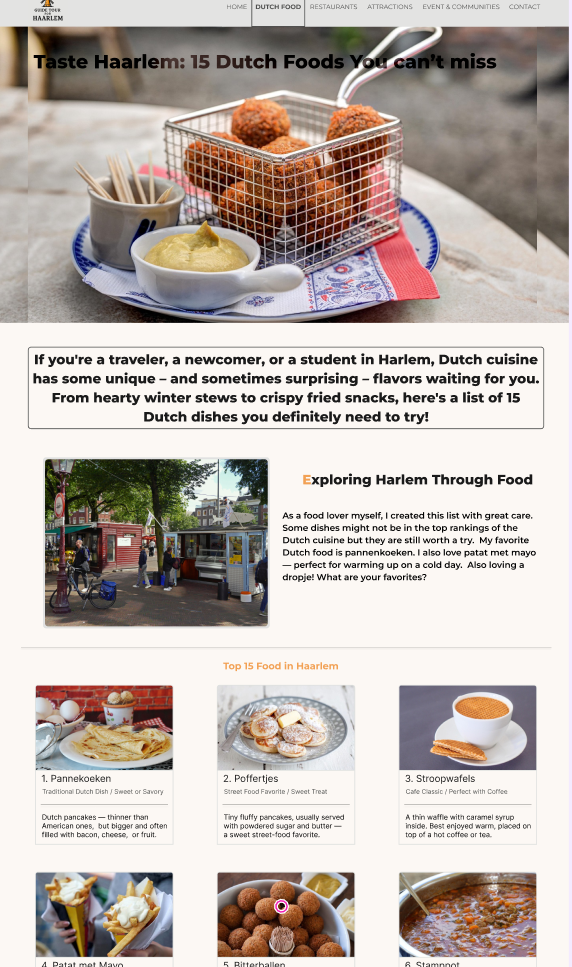 GUIDE TOUR
HAARLEM
HOME DUTCH FOOD RESTAURANTS ATTRACTIONS EVENT & COMMUNITIES CONTACT
Taste Haarlem: 15 Dutch Foods You can't miss
If you're a traveler, a newcomer, or a student in Harlem, Dutch cuisine
has some unique – and sometimes surprising – flavors waiting for you.
From hearty winter stews to crispy fried snacks, here's a list of 15
Dutch dishes you definitely need to try!
Exploring Harlem Through Food
As a food lover myself, I created this list with great care.
Some dishes might not be in the top rankings of the
Dutch cuisine but they are still worth a try. My favorite
Dutch food is pannenkoeken. I also love patat met mayo
— perfect for warming up on a cold day. Also loving a
dropje! What are your favorites?
Top 15 Food in Haarlem
1. Pannekoeken
Traditional Dutch Dish / Sweet or Savory
Dutch pancakes — thinner than
American ones, but bigger and often
filled with bacon, cheese, or fruit.
2. Poffertjes
Street Food Favorite / Sweet Treat
Tiny fluffy pancakes, usually served
with powdered sugar and butter —
a sweet street-food favorite.
3. Stroopwafels
Cafe Classic / Perfect with Coffee
A thin waffle with caramel syrup
inside. Best enjoyed warm, placed on
top of a hot coffee or tea.
4. Patat met Mayo
5. Bitterballen
6. Stamppot